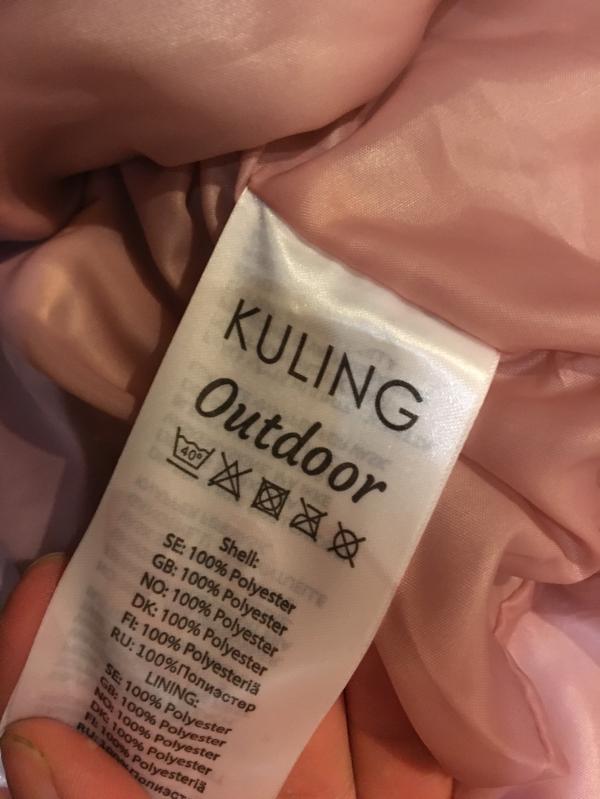 KULING
Outdoor
40°
Shell:
SE: 100% Polyester
GB: 100% Polyester
NO: 100% Polyester
DK: 100% Polyester
FI: 100% Polyesteriä
RU: 100%Полиэстер
LINING:
SE: 100% Polyester
GB: 100% Polyester
NO: 100% Polyester
DK: 100% Polyester
FI: 100% Polyesteriä
RU: 100%